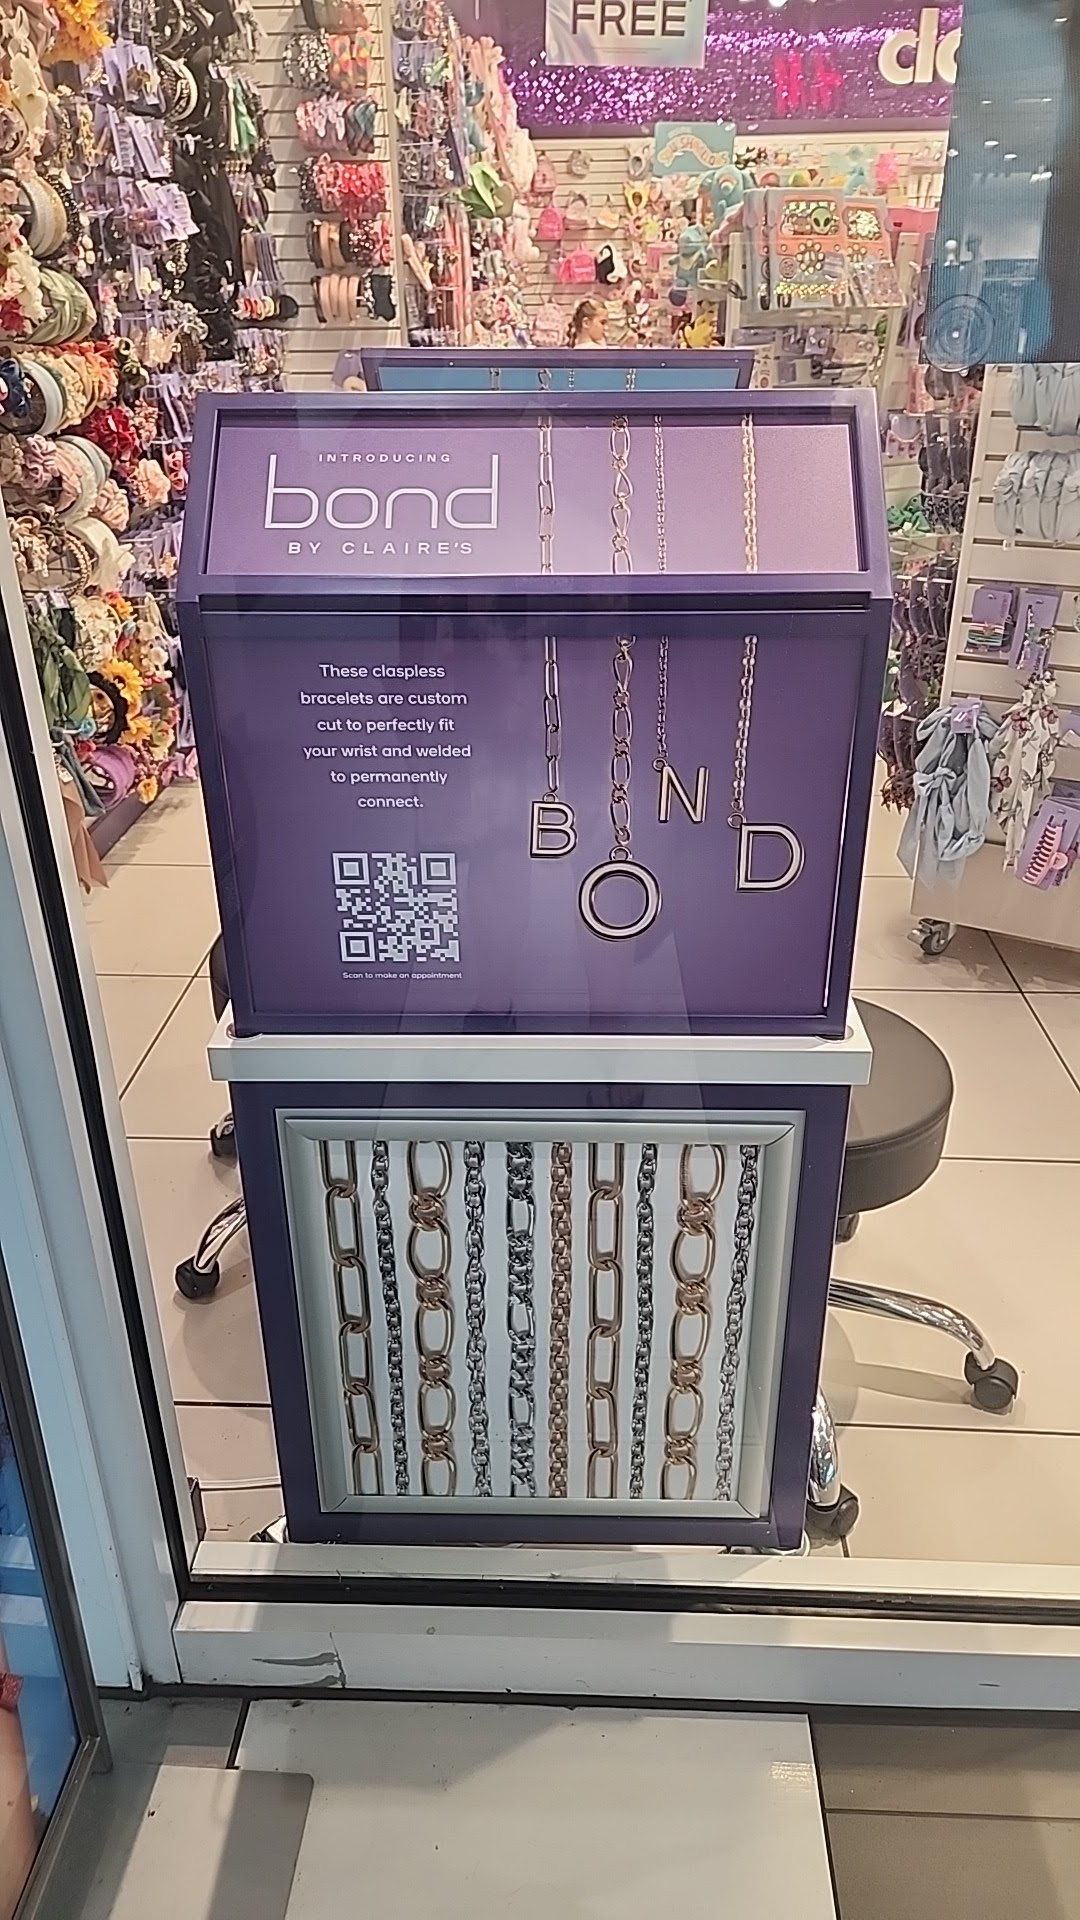 FREE
cla
INTRODUCING
bond
BY CLAIRE'S
These claspless
bracelets are custom
cut to perfectly fit
your wrist and welded
to permanently
connect.
B O N D
Scan to make an appointment